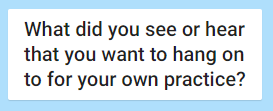 What did you see or hear
that you want to hang on
to for your own practice?